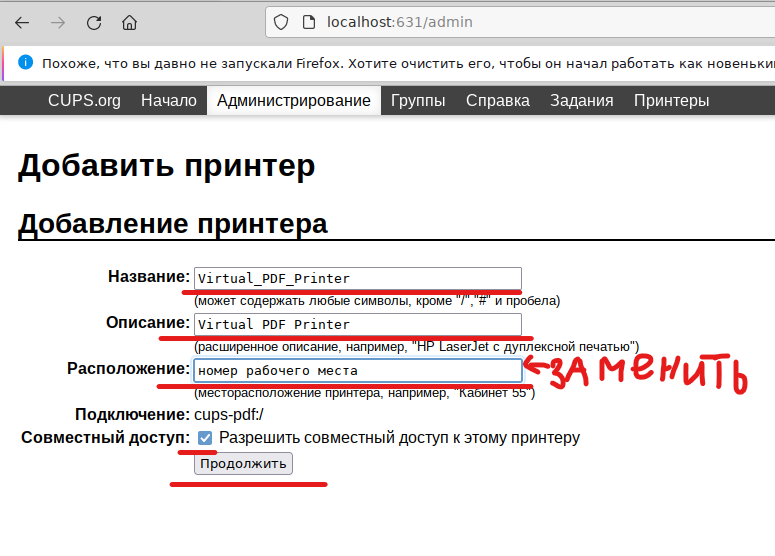 localhost:631/admin
Похоже, что вы давно не запускали Firefox. Хотите очистить его, чтобы он начал работать как новеньки
CUPS.org Начало Администрирование Группы Справка Задания Принтеры
Добавить принтер
Добавление принтера
Название: Virtual_PDF_Printer
(может содержать любые символы, кроме "/","#" и пробела)
Описание: Virtual PDF Printer
(расширенное описание, например, "HP LaserJet с дуплексной печатью")
Расположение: номер рабочего места ЗАМЕНИТЬ
(месторасположение принтера, например, "Кабинет 55")
Подключение: cups-pdf:/
Совместный доступ: Разрешить совместный доступ к этому принтеру
Продолжить